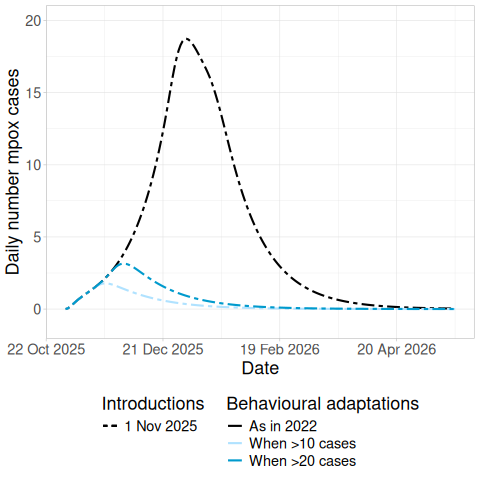 20
15
10
5
0
Daily number mpox cases
22 Oct 2025 21 Dec 2025 19 Feb 2026 20 Apr 2026
Date
Introductions
1 Nov 2025
Behavioural adaptations
As in 2022
When >10 cases
When >20 cases